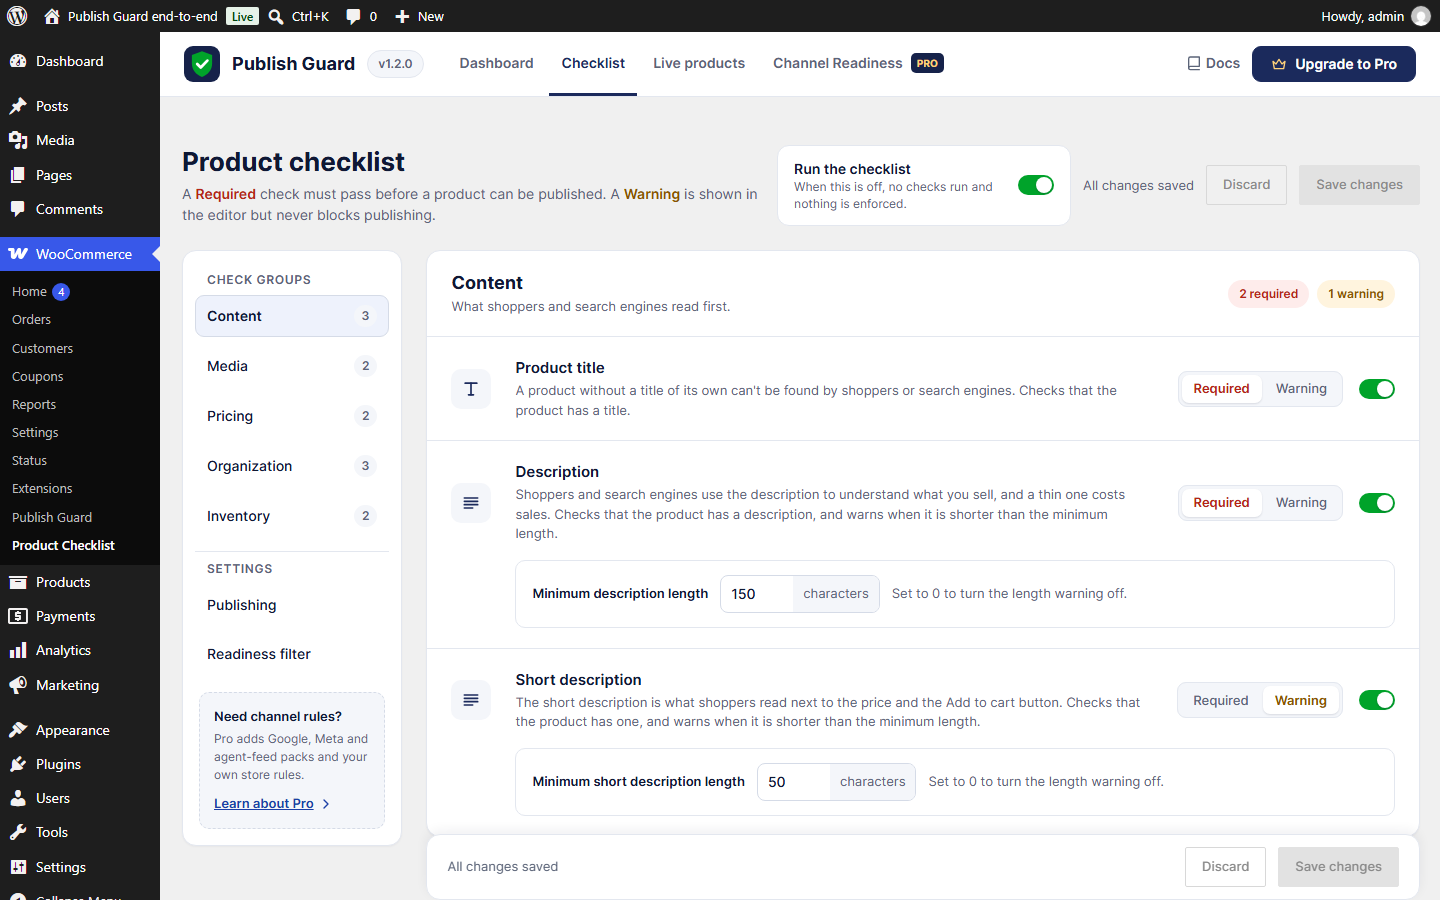 Publish Guard end-to-end
Live
Ctrl+K
0
New
Howdy, admin
Dashboard
Posts
Media
Pages
Comments
WooCommerce
Home 4
Orders
Customers
Coupons
Reports
Settings
Status
Extensions
Publish Guard
Product Checklist
Products
Payments
Analytics
Marketing
Appearance
Plugins
Users
Tools
Settings
Collapse Menu
Publish Guard
v1.2.0
Dashboard
Checklist
Live products
Channel Readiness PRO
Docs
Upgrade to Pro
Product checklist
A Required check must pass before a product can be published. A Warning is shown in
the editor but never blocks publishing.
Run the checklist
When this is off, no checks run and
nothing is enforced.
All changes saved
Discard
Save changes
CHECK GROUPS
Content 3
Media 2
Pricing 2
Organization 3
Inventory 2
SETTINGS
Publishing
Readiness filter
Need channel rules?
Pro adds Google, Meta and
agent-feed packs and your
own store rules.
Learn about Pro
Content
What shoppers and search engines read first.
2 required
1 warning
Product title
A product without a title of its own can't be found by shoppers or search engines. Checks that the
product has a title.
Required Warning
Description
Shoppers and search engines use the description to understand what you sell, and a thin one costs
sales. Checks that the product has a description, and warns when it is shorter than the minimum
length.
Required Warning
Minimum description length 150 characters Set to 0 to turn the length warning off.
Short description
The short description is what shoppers read next to the price and the Add to cart button. Checks that
the product has one, and warns when it is shorter than the minimum length.
Required Warning
Minimum short description length 50 characters Set to 0 to turn the length warning off.
All changes saved
Discard
Save changes